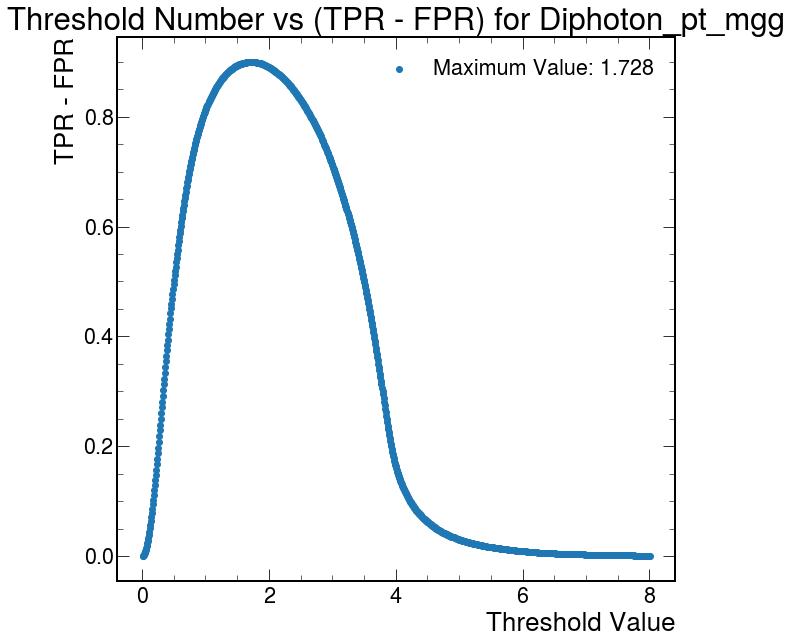 Threshold Number vs (TPR - FPR) for Diphoton_pt_mgg
TPR - FPR
Maximum Value: 1.728
0.8
0.6
0.4
0.2
0.0
0 2 4 6 8
Threshold Value